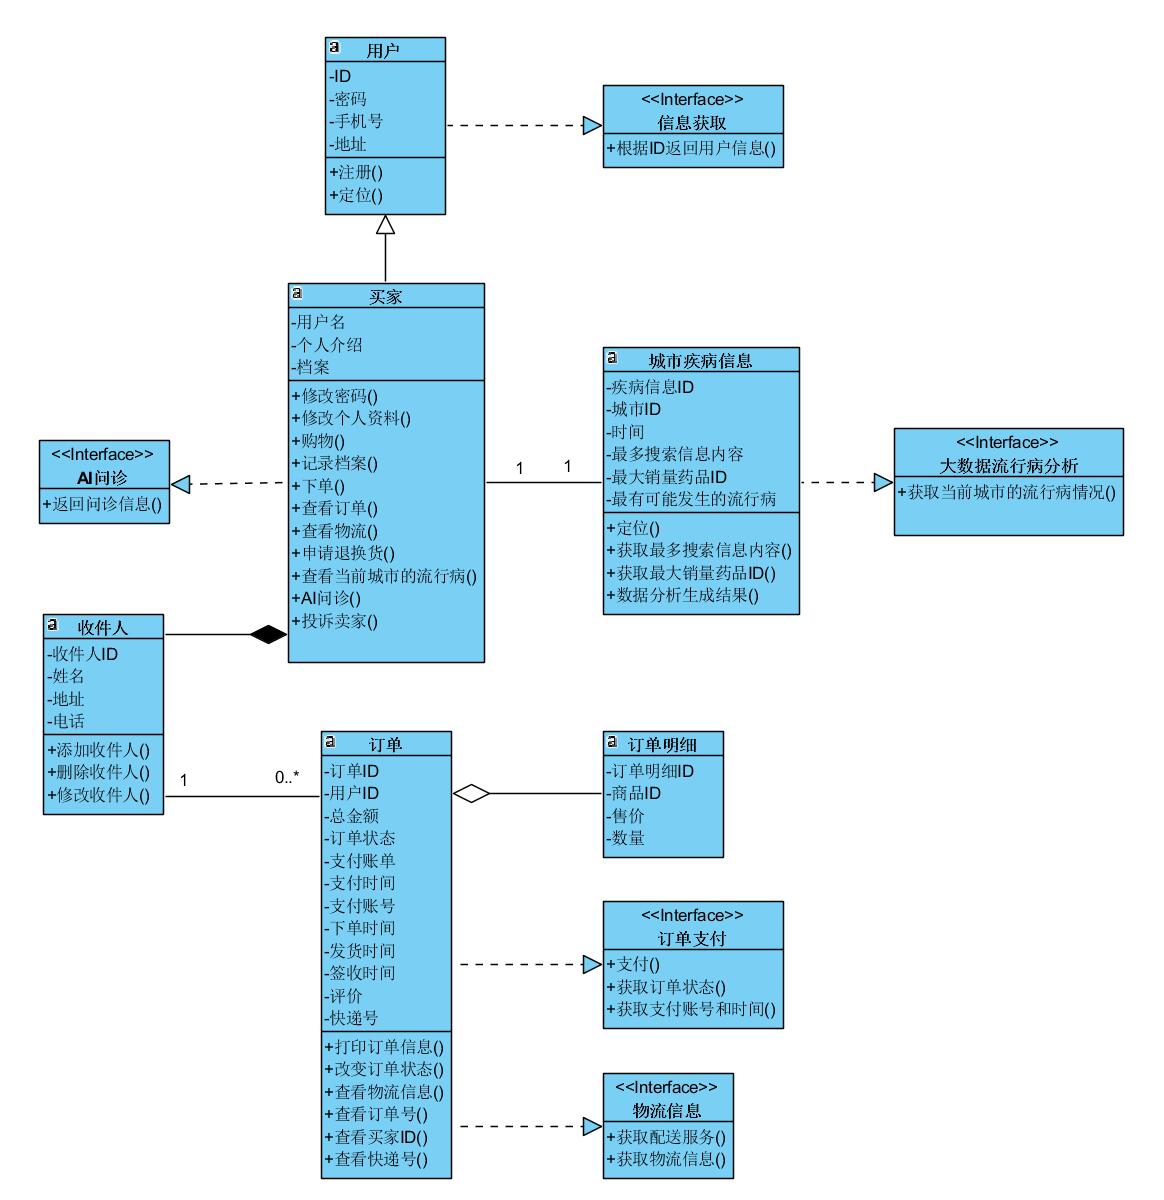 a
用户
-ID
-密码
-手机号
-地址
+注册()
+定位()
<<Interface>>
信息获取
+根据ID返回用户信息()
a
买家
-用户名
-个人介绍
-档案
+修改密码()
+修改个人资料()
+购物()
+记录档案()
+下单()
+查看订单()
+查看物流()
+申请退换货()
+查看当前城市的流行病()
+AI问诊()
+投诉卖家()
1
1
a
城市疾病信息
-疾病信息ID
-城市ID
-时间
-最多搜索信息内容
-最大销量药品ID
-最有可能发生的流行病
+定位()
+获取最多搜索信息内容()
+获取最大销量药品ID()
+数据分析生成结果()
<<Interface>>
大数据流行病分析
+获取当前城市的流行病情况()
<<Interface>>
AI问诊
+返回问诊信息()
a
收件人
-收件人ID
-姓名
-地址
-电话
+添加收件人()
+删除收件人()
+修改收件人()
1
0..*
a
订单
-订单ID
-用户ID
-总金额
-订单状态
-支付账单
-支付时间
-支付账号
-下单时间
-发货时间
-签收时间
-评价
-快递号
+打印订单信息()
+改变订单状态()
+查看物流信息()
+查看订单号()
+查看买家ID()
+查看快递号()
a
订单明细
-订单明细ID
-商品ID
-售价
-数量
<<Interface>>
订单支付
+支付()
+获取订单状态()
+获取支付账号和时间()
<<Interface>>
物流信息
+获取配送服务()
+获取物流信息()